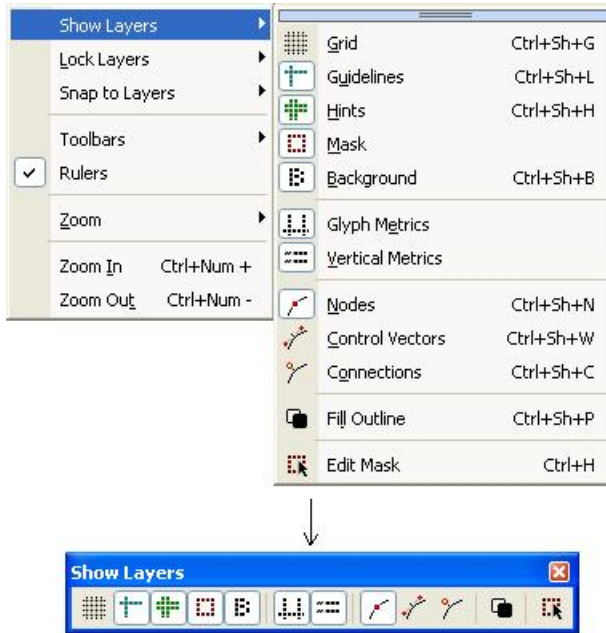 Show Layers
Lock Layers
Snap to Layers
Toolbars
Rulers
Zoom
Zoom In Ctrl+Num +
Zoom Out Ctrl+Num -
Grid Ctrl+Sh+G
Guidelines Ctrl+Sh+L
Hints Ctrl+Sh+H
Mask
Background Ctrl+Sh+B
Glyph Metrics
Vertical Metrics
Nodes Ctrl+Sh+N
Control Vectors Ctrl+Sh+W
Connections Ctrl+Sh+C
Fill Outline Ctrl+Sh+P
Edit Mask Ctrl+H
Show Layers